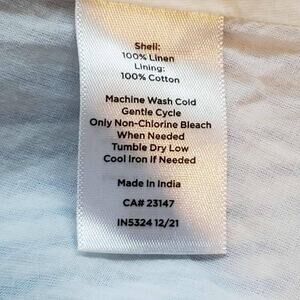 Shell:
100% Linen
Lining:
100% Cotton
Machine Wash Cold
Gentle Cycle
Only Non-Chlorine Bleach
When Needed
Tumble Dry Low
Cool Iron If Needed
Made In India
CA# 23147
IN5324 12/21